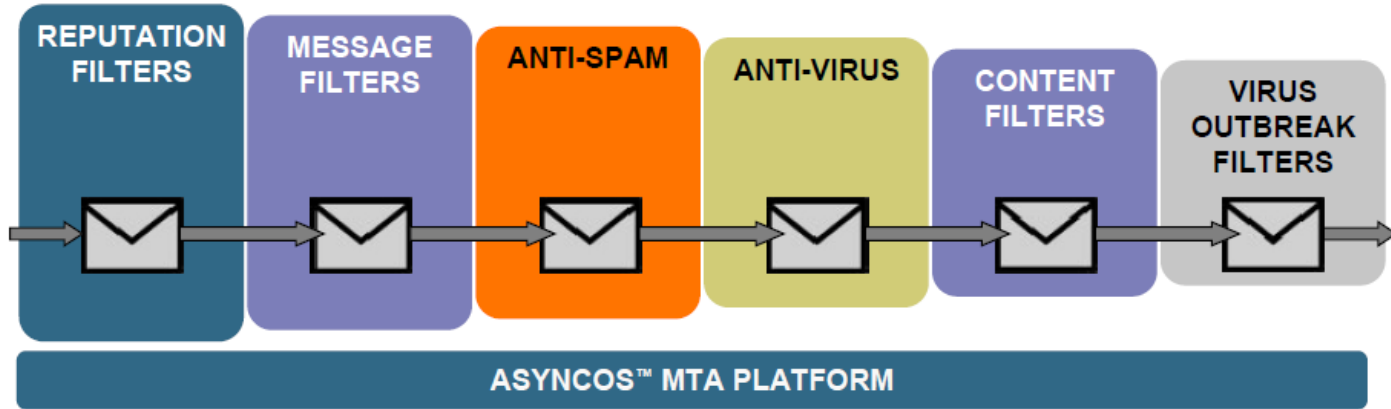 REPUTATION
FILTERS
MESSAGE
FILTERS
ANTI-SPAM
ANTI-VIRUS
CONTENT
FILTERS
VIRUS
OUTBREAK
FILTERS
ASYNCOS™ MTA PLATFORM